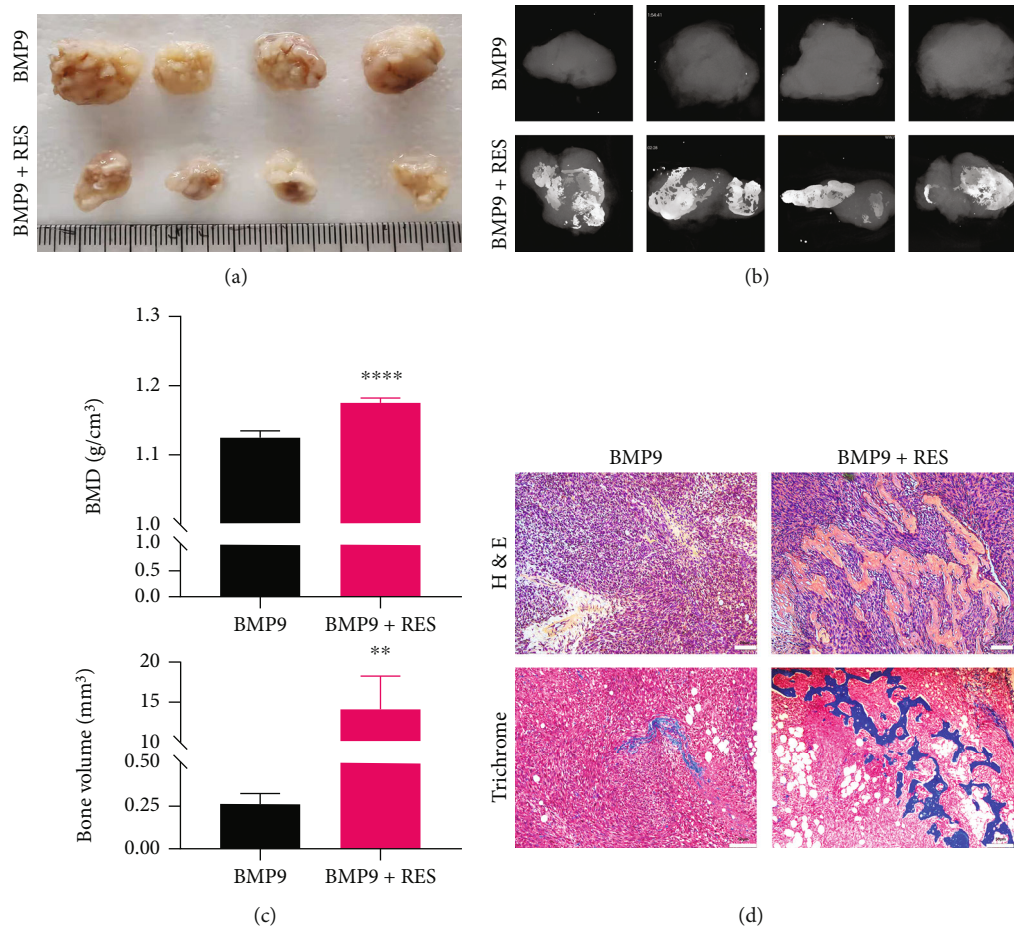 BMP9
BMP9 + RES
(a)
BMP9
BMP9 + RES
(b)
1.3
1.2
1.1
1.0
1.0
0.5
0.0
BMD (g/cm³)
****
BMP9
BMP9 + RES
20
15
10
0.50
0.25
0.00
Bone volume (mm³)
**
BMP9
BMP9 + RES
(c)
BMP9
BMP9 + RES
H & E
Trichrome
(d)